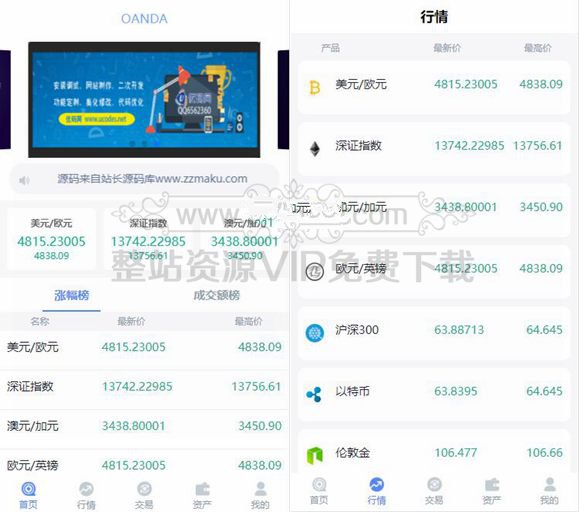 OANDA
安装调试、网站制作、二次开发
功能定制、美化修改、代码优化
优码网 www.ucodes.net
QQ6562360
源码来自站长源码库www.zzmaku.com
美元/欧元
4815.23005
4838.09
深证指数
13742.22985
13756.61
澳元/加元
3438.80001
3450.90
整站资源VIP免费下载
涨幅榜 成交额榜
名称 最新价 最高价
美元/欧元 4815.23005 4838.09
深证指数 13742.22985 13756.61
澳元/加元 3438.80001 3450.90
欧元/英镑 4815.23005 4838.09
首页 行情 交易 资产 我的
行情
产品 最新价 最高价
美元/欧元 4815.23005 4838.09
深证指数 13742.22985 13756.61
加元 3438.80001 3450.90
欧元/英镑 4815.23005 4838.09
沪深300 63.88713 64.645
以特币 63.8395 64.645
伦敦金 106.477 106.66
首页 行情 交易 资产 我的